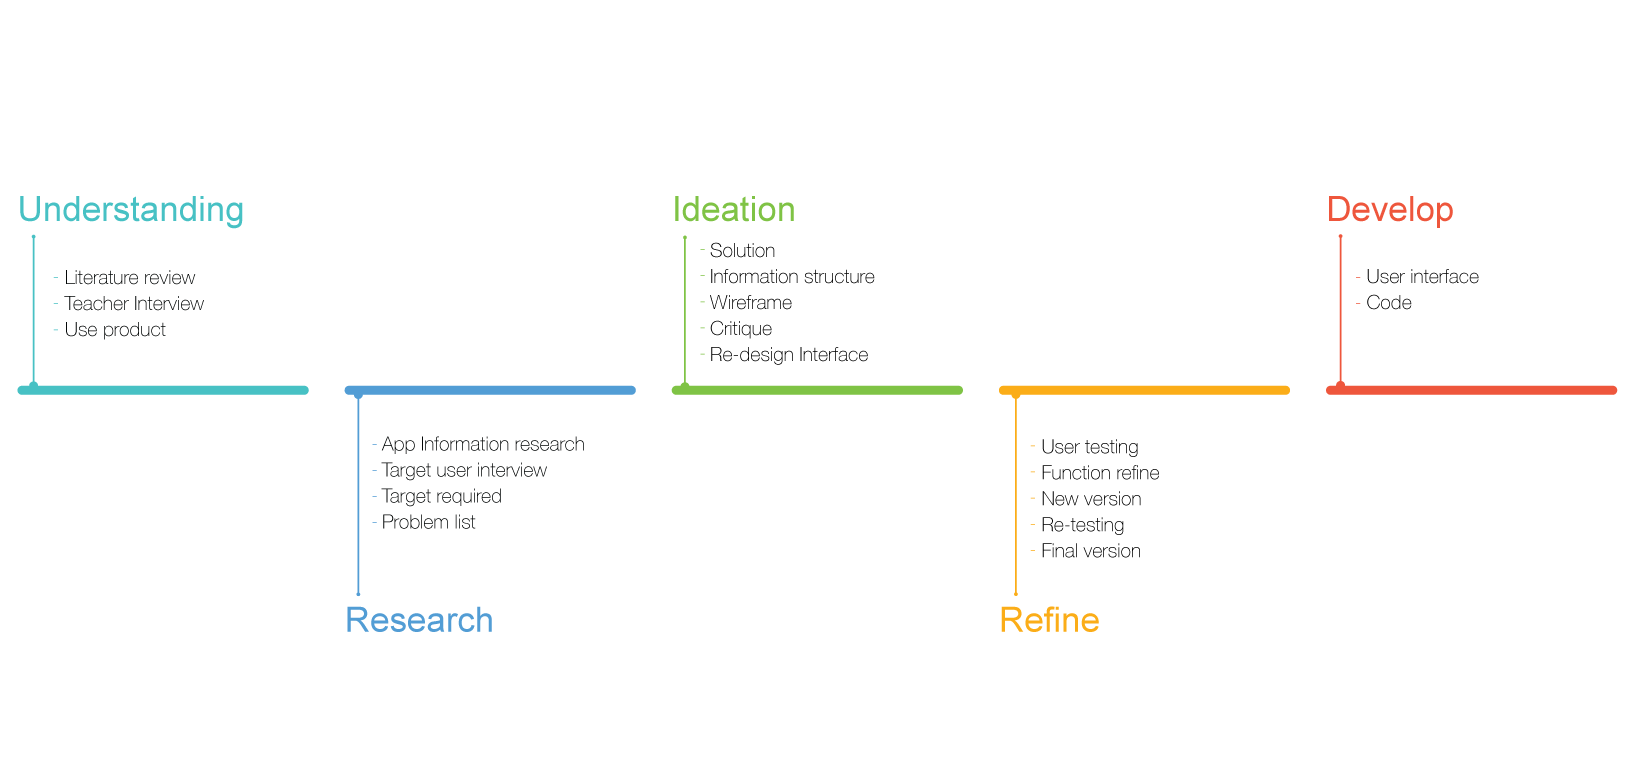 Understanding
- Literature review
- Teacher Interview
- Use product
Research
- App Information research
- Target user interview
- Target required
- Problem list
Ideation
- Solution
- Information structure
- Wireframe
- Critique
- Re-design Interface
Refine
- User testing
- Function refine
- New version
- Re-testing
- Final version
Develop
- User interface
- Code